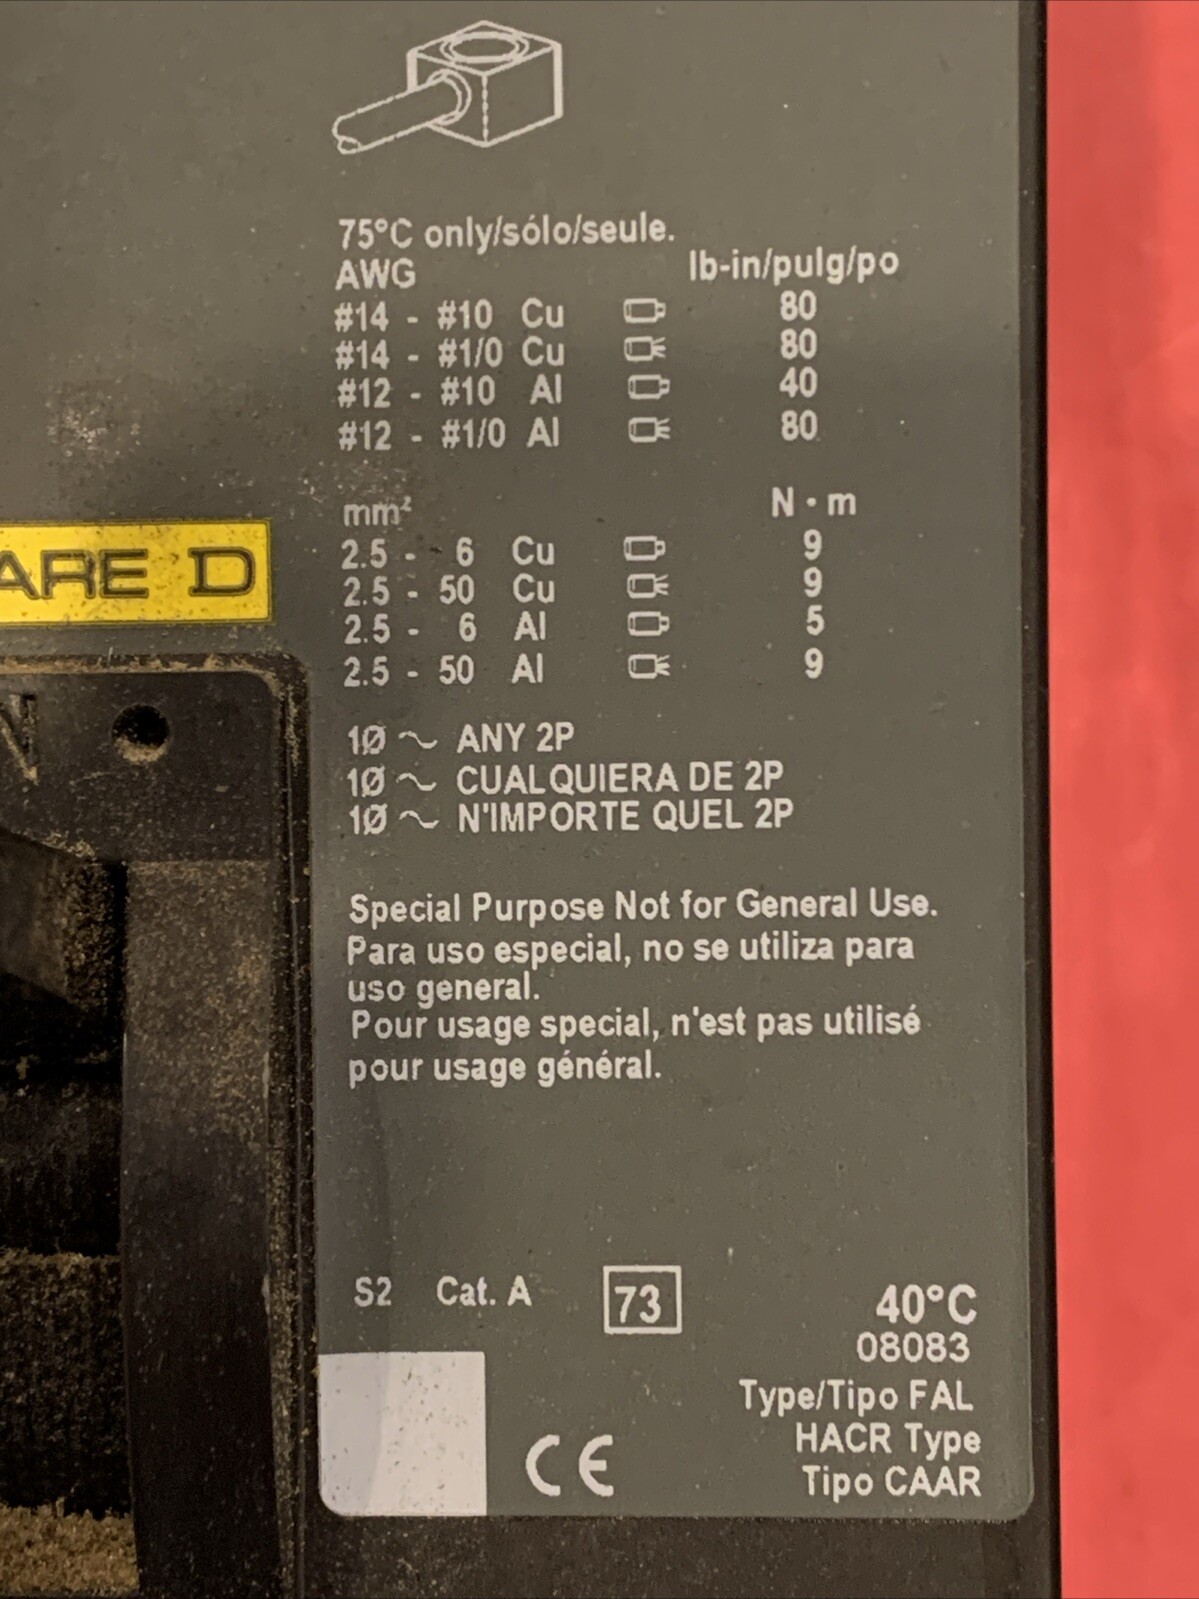 75°C only/sólo/seule.
AWG lb-in/pulg/po
#14 - #10 Cu 80
#14 - #1/0 Cu 80
#12 - #10 Al 40
#12 - #1/0 Al 80
mm² N · m
2.5 - 6 Cu 9
2.5 - 50 Cu 9
2.5 - 6 Al 5
2.5 - 50 Al 9
ARE D
1Ø ~ ANY 2P
1Ø ~ CUALQUIERA DE 2P
1Ø ~ N'IMPORTE QUEL 2P
Special Purpose Not for General Use.
Para uso especial, no se utiliza para
uso general.
Pour usage special, n'est pas utilisé
pour usage général.
S2 Cat. A 73 40°C
08083
Type/Tipo FAL
HACR Type
Tipo CAAR
CE